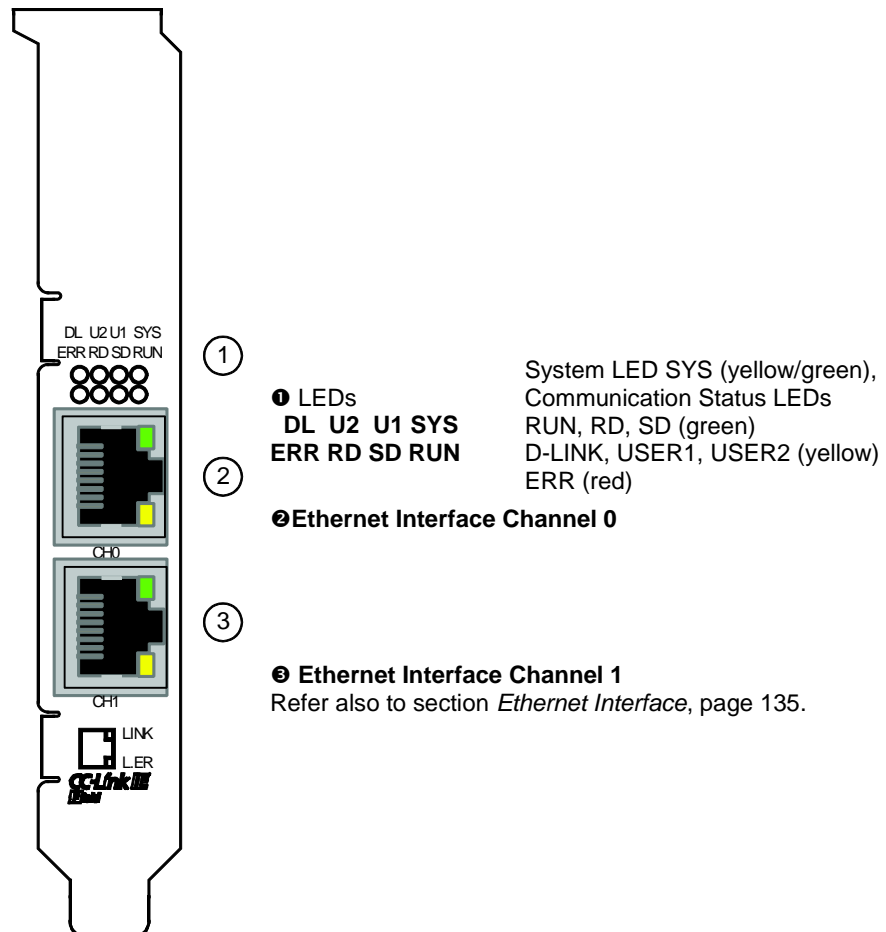 DL U2 U1 SYS
ERR RD SD RUN
CH0
CH1
LINK
L.ER
CC-Link IE
Field
1
2
3
❶ LEDs
DL U2 U1 SYS
ERR RD SD RUN
System LED SYS (yellow/green),
Communication Status LEDs
RUN, RD, SD (green)
D-LINK, USER1, USER2 (yellow)
ERR (red)
❷Ethernet Interface Channel 0
❸ Ethernet Interface Channel 1
Refer also to section Ethernet Interface, page 135.